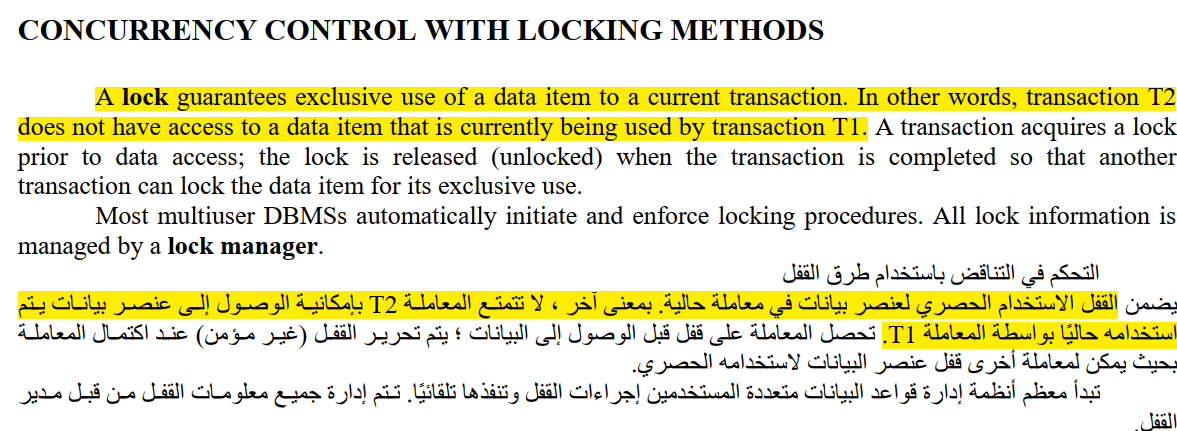 CONCURRENCY CONTROL WITH LOCKING METHODS
A lock guarantees exclusive use of a data item to a current transaction. In other words, transaction T2
does not have access to a data item that is currently being used by transaction T1. A transaction acquires a lock
prior to data access; the lock is released (unlocked) when the transaction is completed so that another
transaction can lock the data item for its exclusive use.
Most multiuser DBMSs automatically initiate and enforce locking procedures. All lock information is
managed by a lock manager.
التحكم في التناقض باستخدام طرق القفل
يضمن القفل الاستخدام الحصري لعنصر بيانات في معاملة حالية. بمعنى آخر ، لا تتمتع المعاملة T2 بإمكانية الوصول إلى عنصر بيانات يتم
استخدامه حاليًا بواسطة المعاملة T1. تحصل المعاملة على قفل قبل الوصول إلى البيانات ؛ يتم تحرير القفل (غير مؤمن) عند اكتمال المعاملة
بحيث يمكن لمعاملة أخرى قفل عنصر البيانات لاستخدامه الحصري.
تبدأ معظم أنظمة إدارة قواعد البيانات متعددة المستخدمين إجراءات القفل وتنفذها تلقائيًا. تتم إدارة جميع معلومات القفل من قبل مدير
القفل.